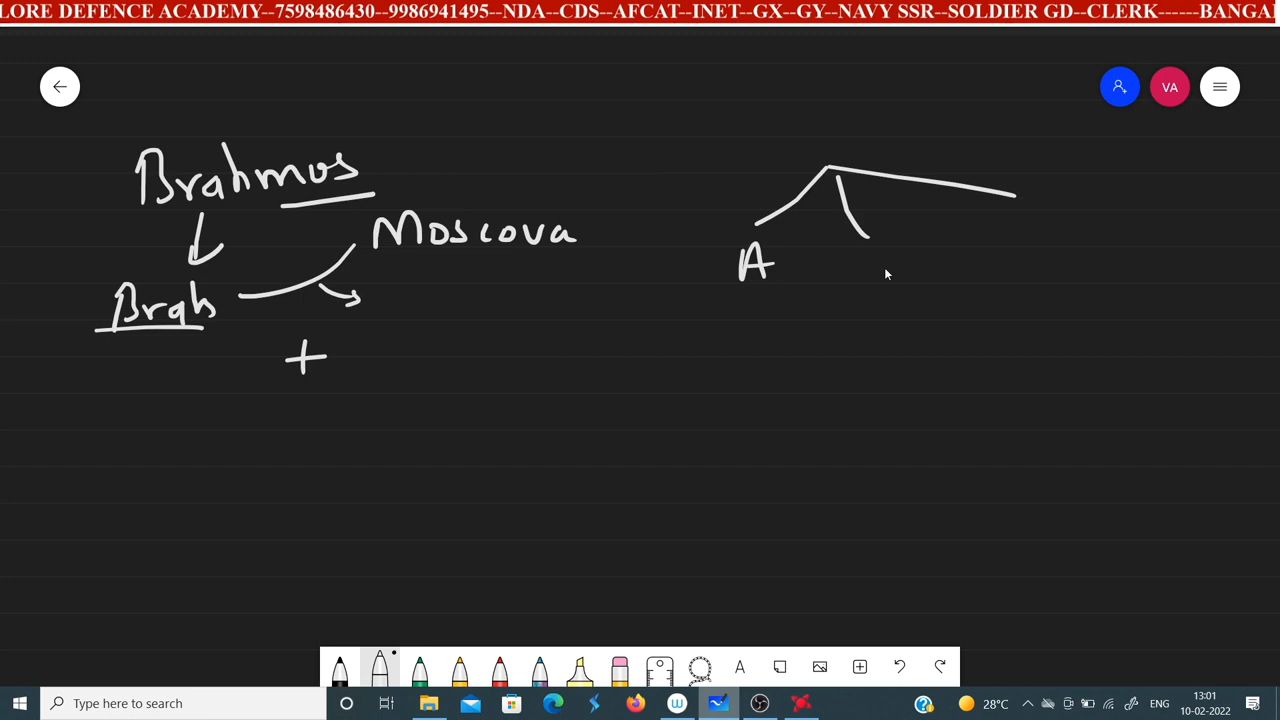 LORE DEFENCE ACADEMY--7598486430--9986941495--NDA--CDS--AFCAT--INET--GX--GY--NAVY SSR--SOLDIER GD--CLERK------BANGAL
VA
Brahmos
Moscova
Brah
+
A
A
Type here to search
28°C
ENG
13:01
10-02-2022